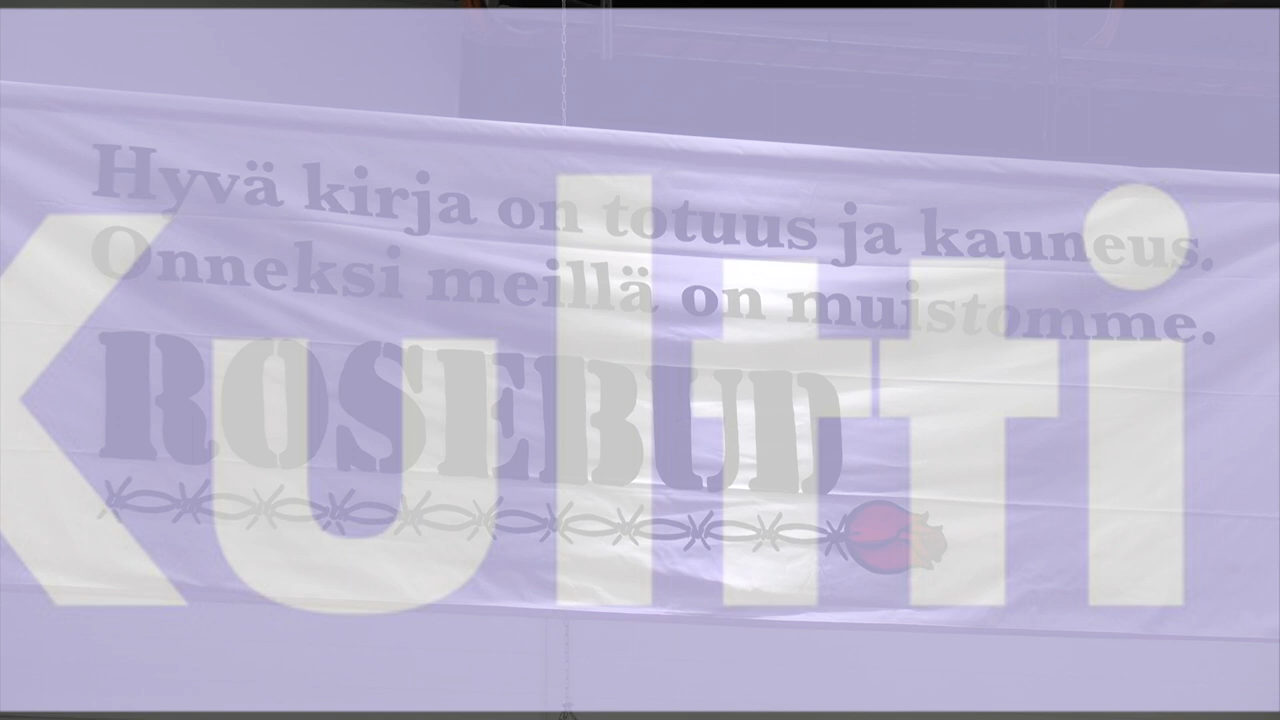 Hyvä kirja on totuus ja kauneus.
Onneksi meillä on muistomme.
ROSEBUD
Kultti